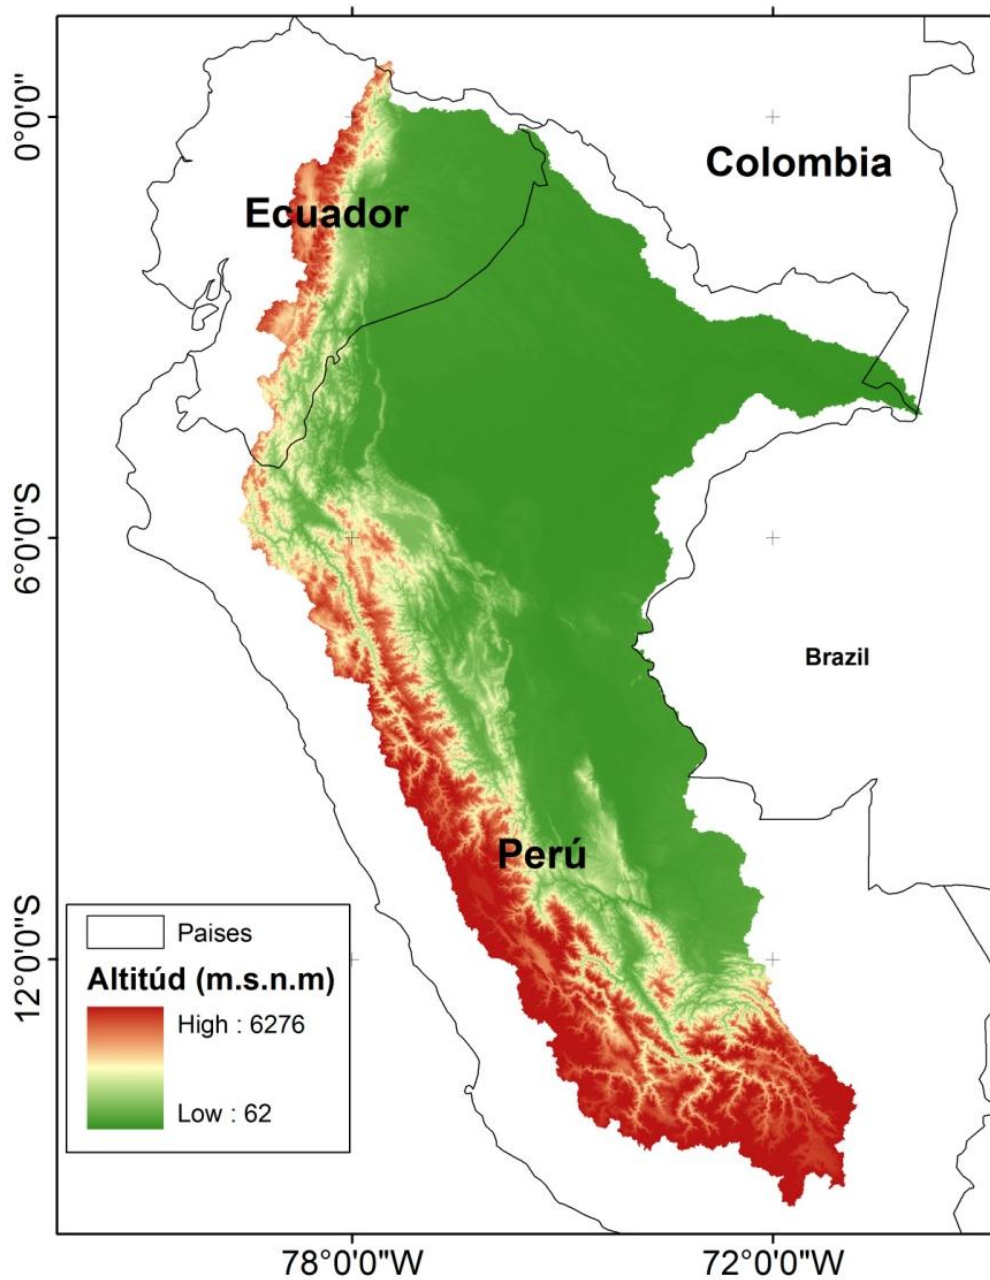 0°0'0"
Colombia
Ecuador
6°0'0"S
Brazil
Perú
12°0'0"S
Paises
Altitúd (m.s.n.m)
High : 6276
Low : 62
78°0'0"W
72°0'0"W